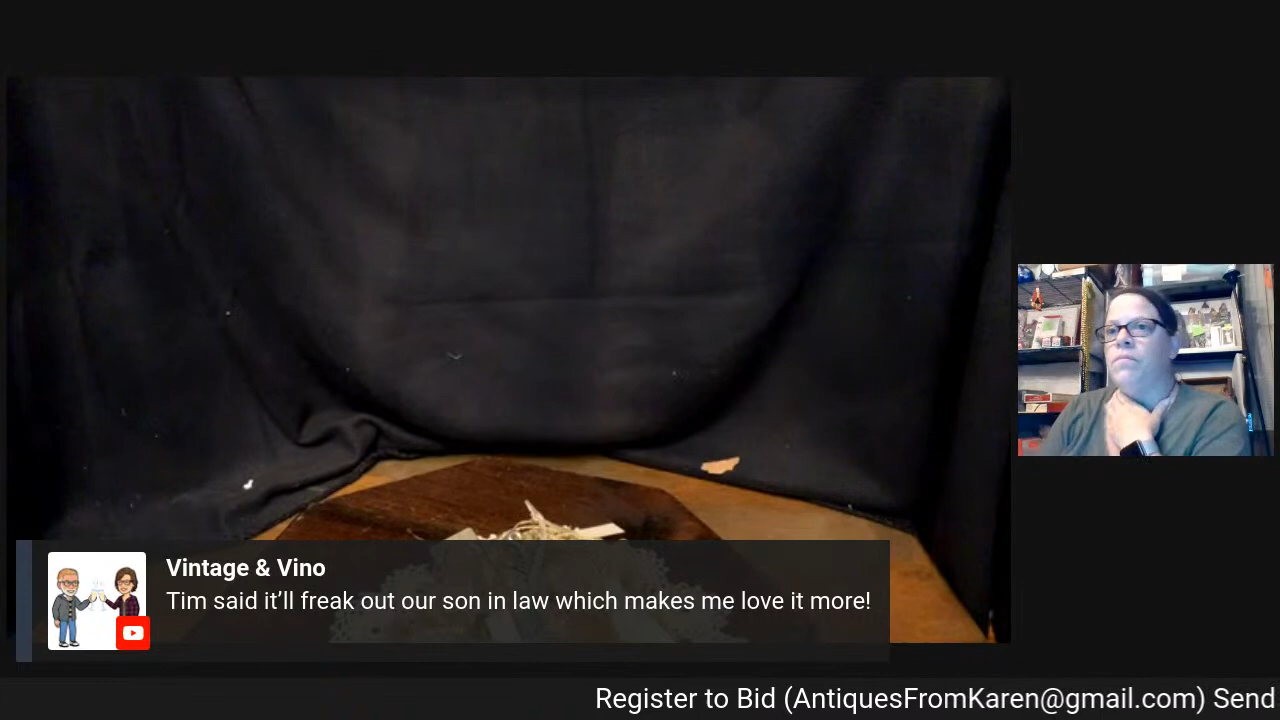 Vintage & Vino
Tim said it’ll freak out our son in law which makes me love it more!
Register to Bid (AntiquesFromKaren@gmail.com) Send